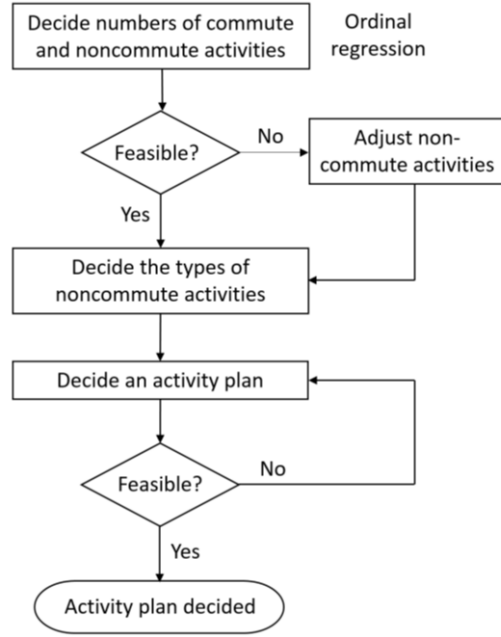 Decide numbers of commute
and noncommute activities
Ordinal
regression
Feasible?
No
Adjust non-
commute activities
Yes
Decide the types of
noncommute activities
Decide an activity plan
Feasible?
No
Yes
Activity plan decided